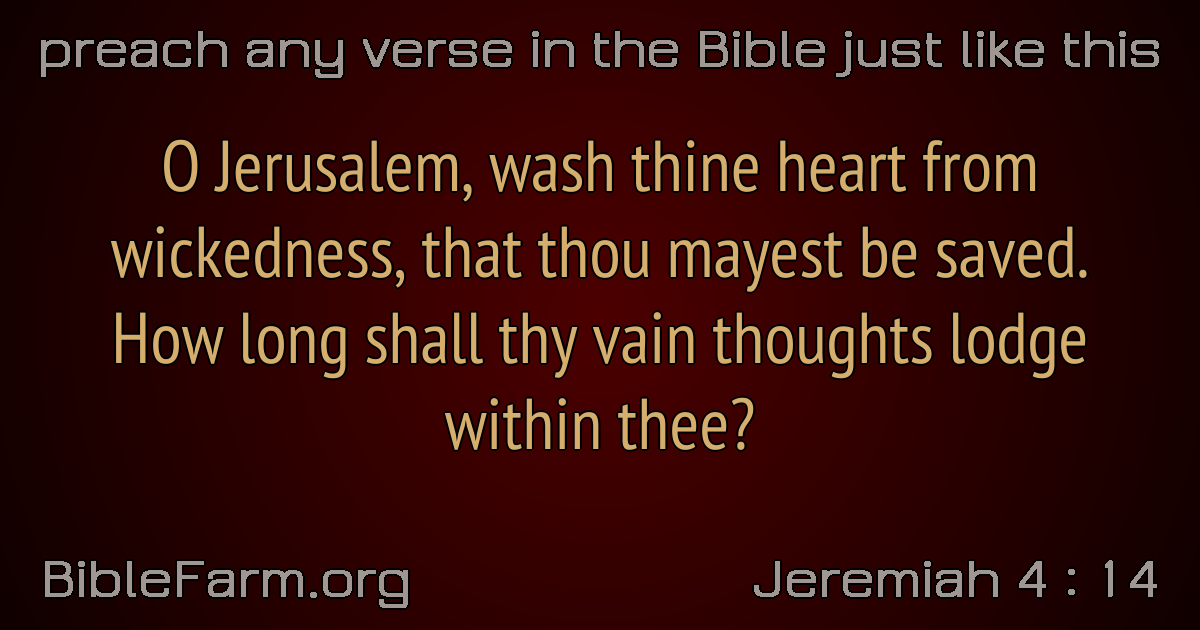 preach any verse in the Bible just like this
O Jerusalem, wash thine heart from
wickedness, that thou mayest be saved.
How long shall thy vain thoughts lodge
within thee?
BibleFarm.org
Jeremiah 4 : 14